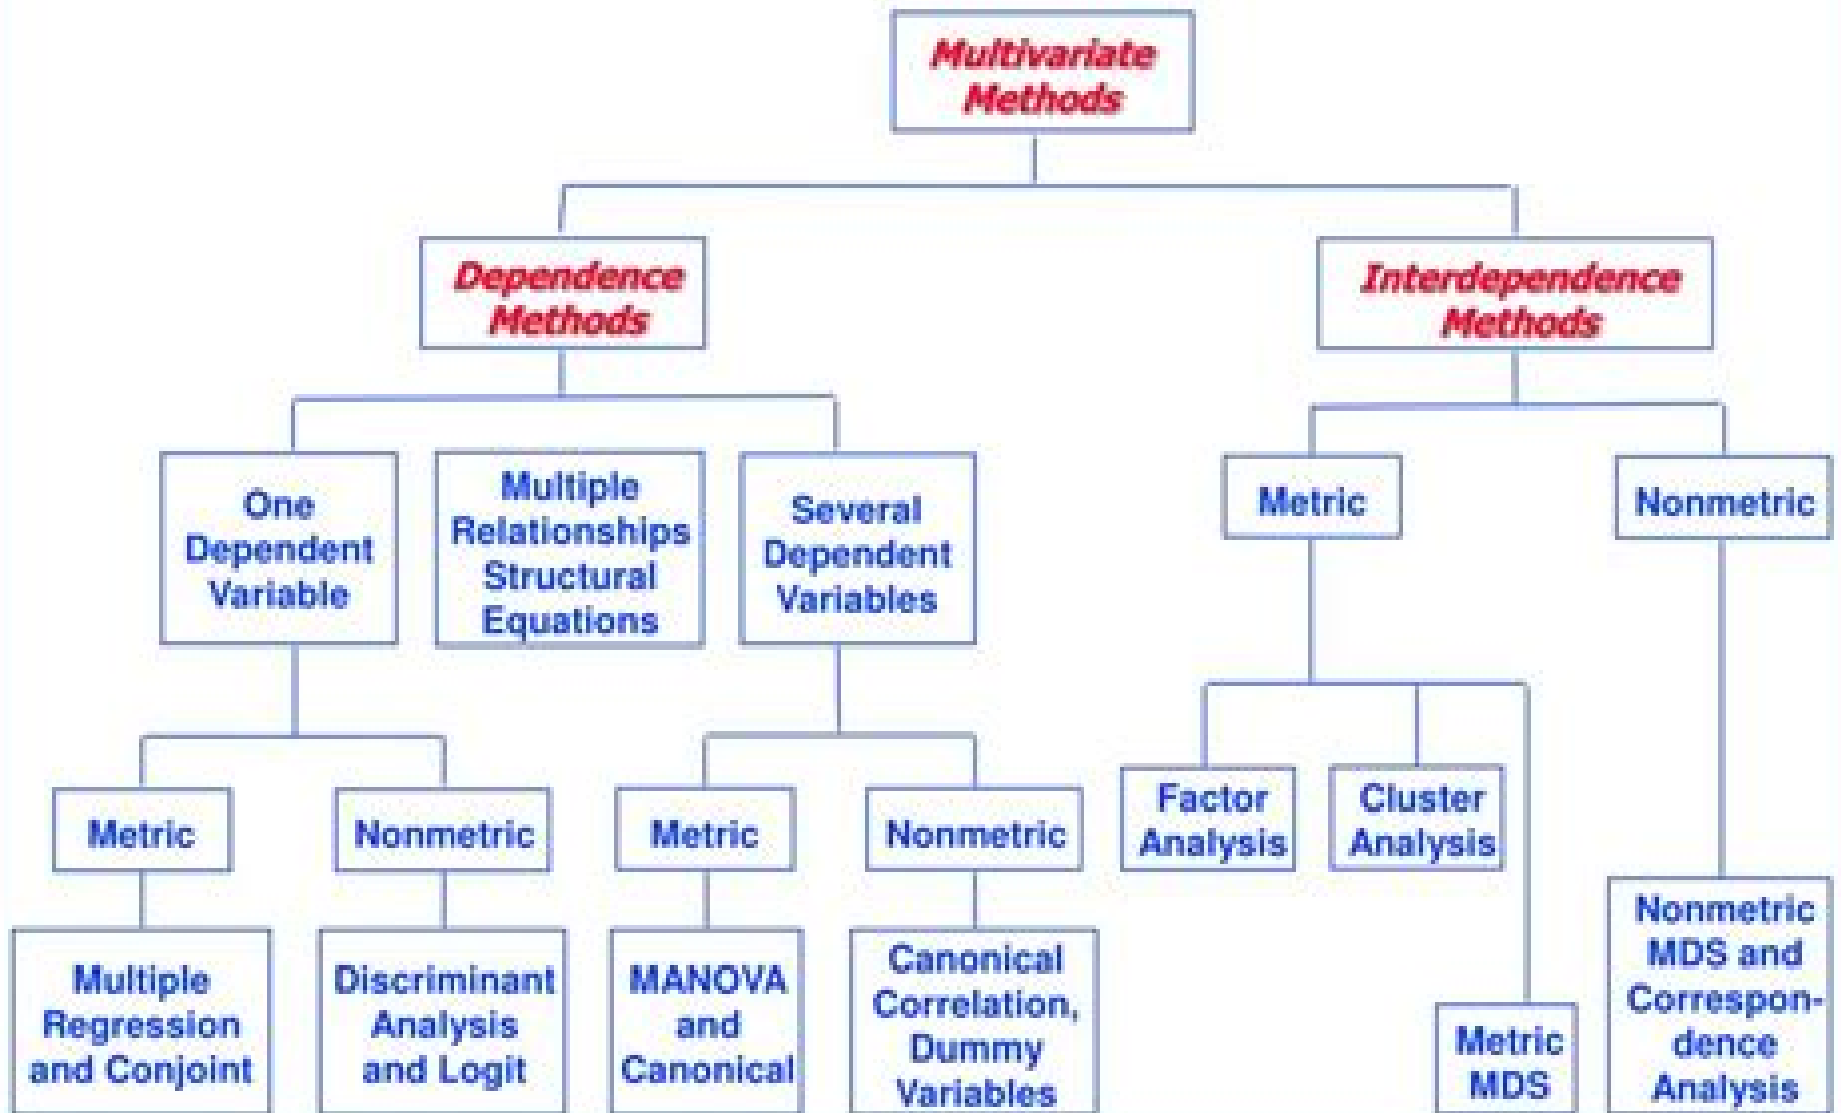 Multivariate
Methods
Dependence
Methods
Interdependence
Methods
One
Dependent
Variable
Multiple
Relationships
Structural
Equations
Several
Dependent
Variables
Metric
Nonmetric
Metric
Nonmetric
Metric
Nonmetric
Factor
Analysis
Cluster
Analysis
Multiple
Regression
and Conjoint
Discriminant
Analysis
and Logit
MANOVA
and
Canonical
Canonical
Correlation,
Dummy
Variables
Metric
MDS
Nonmetric
MDS and
Correspon-
dence
Analysis